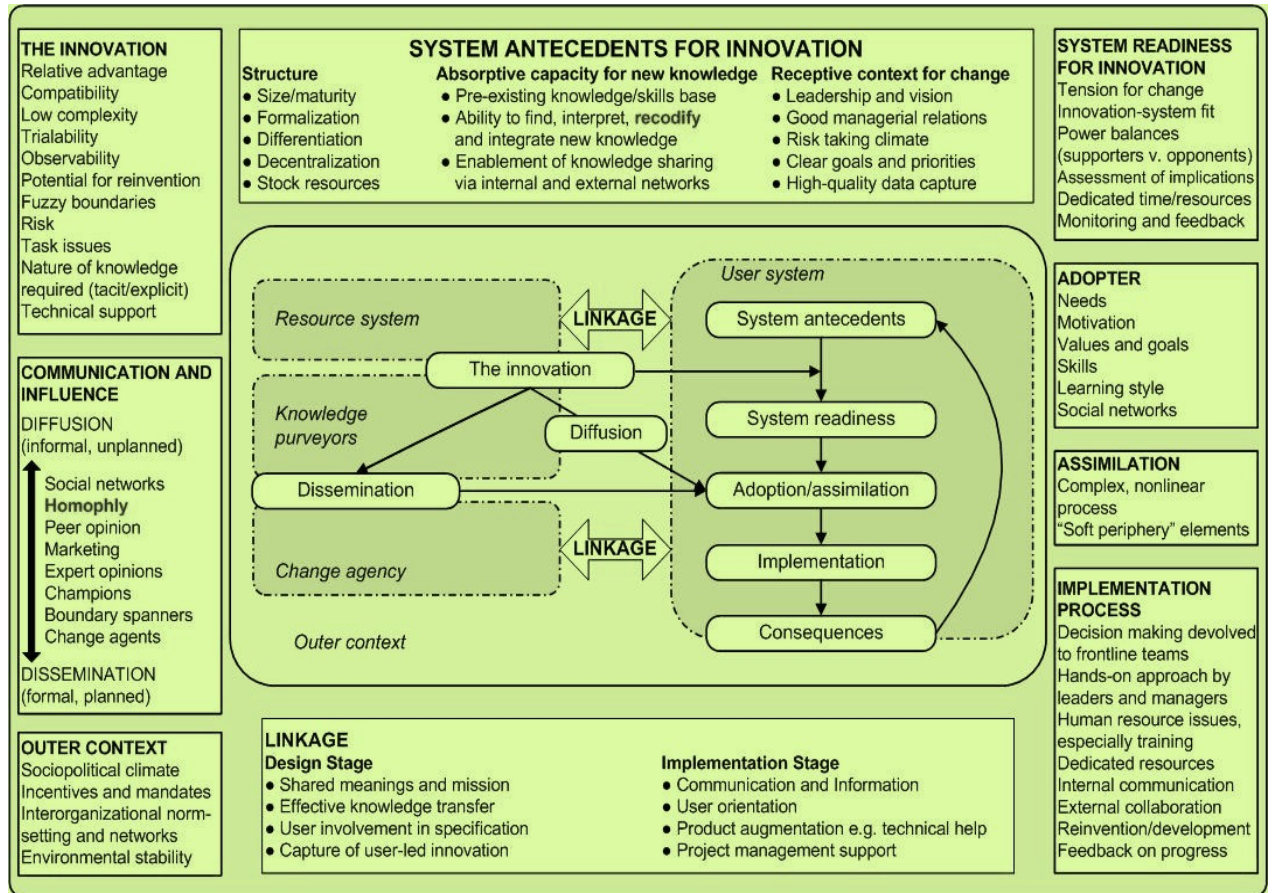 THE INNOVATION
Relative advantage
Compatibility
Low complexity
Trialability
Observability
Potential for reinvention
Fuzzy boundaries
Risk
Task issues
Nature of knowledge
required (tacit/explicit)
Technical support
COMMUNICATION AND
INFLUENCE
DIFFUSION
(informal, unplanned)
Social networks
Homophly
Peer opinion
Marketing
Expert opinions
Champions
Boundary spanners
Change agents
DISSEMINATION
(formal, planned)
OUTER CONTEXT
Sociopolitical climate
Incentives and mandates
Interorganizational norm-
setting and networks
Environmental stability
SYSTEM ANTECEDENTS FOR INNOVATION
Structure
● Size/maturity
● Formalization
● Differentiation
● Decentralization
● Stock resources
Absorptive capacity for new knowledge
● Pre-existing knowledge/skills base
● Ability to find, interpret, recodify
and integrate new knowledge
● Enablement of knowledge sharing
via internal and external networks
Receptive context for change
● Leadership and vision
● Good managerial relations
● Risk taking climate
● Clear goals and priorities
● High-quality data capture
Resource system
Knowledge
purveyors
Change agency
Outer context
The innovation
Diffusion
Dissemination
LINKAGE
LINKAGE
User system
System antecedents
System readiness
Adoption/assimilation
Implementation
Consequences
LINKAGE
Design Stage
● Shared meanings and mission
● Effective knowledge transfer
● User involvement in specification
● Capture of user-led innovation
Implementation Stage
● Communication and Information
● User orientation
● Product augmentation e.g. technical help
● Project management support
SYSTEM READINESS
FOR INNOVATION
Tension for change
Innovation-system fit
Power balances
(supporters v. opponents)
Assessment of implications
Dedicated time/resources
Monitoring and feedback
ADOPTER
Needs
Motivation
Values and goals
Skills
Learning style
Social networks
ASSIMILATION
Complex, nonlinear
process
“Soft periphery” elements
IMPLEMENTATION
PROCESS
Decision making devolved
to frontline teams
Hands-on approach by
leaders and managers
Human resource issues,
especially training
Dedicated resources
Internal communication
External collaboration
Reinvention/development
Feedback on progress